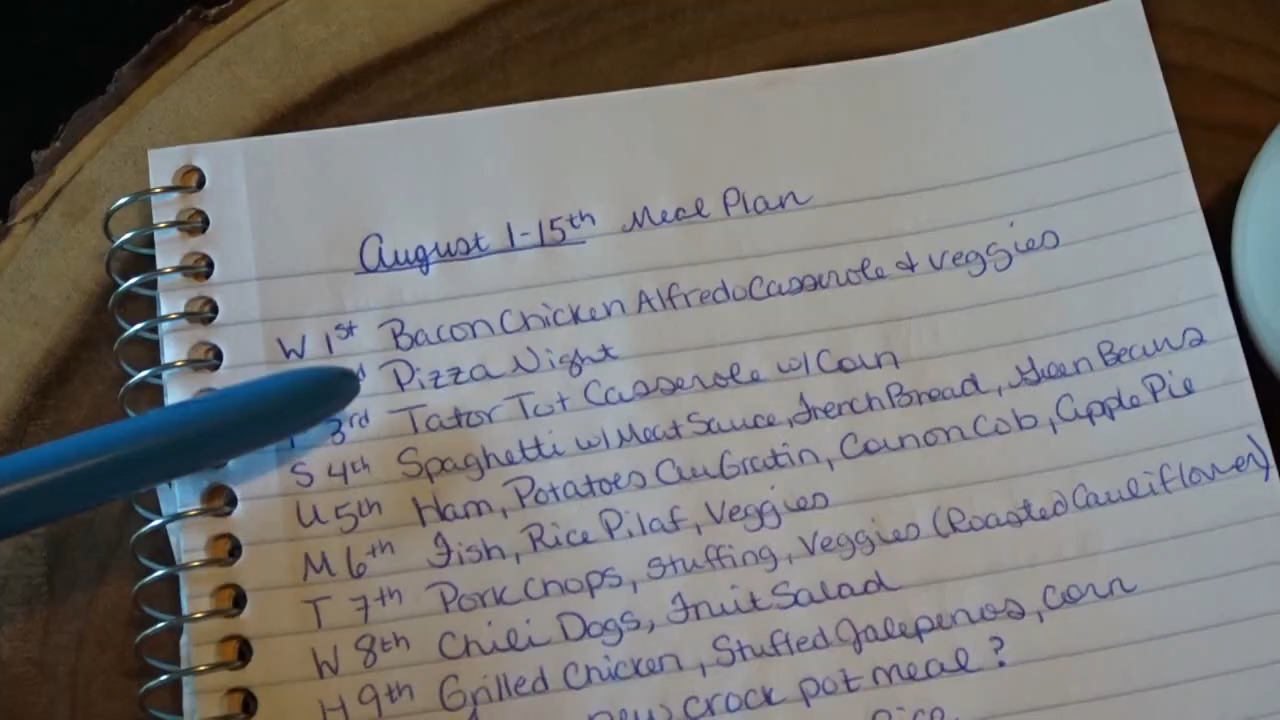 August 1-15th Meal Plan
W 1st Bacon Chicken Alfredo Casserole & Veggies
Pizza Night
3rd Tator Tot Casserole w/ Corn
S 4th Spaghetti w/ Meat Sauce, French Bread, Green Beans
U 5th Ham, Potatoes Au Gratin, Corn on Cob, Apple Pie
M 6th Fish, Rice Pilaf, Veggies
T 7th Pork Chops, Stuffing, Veggies (Roasted Cauliflower)
W 8th Chili Dogs, Fruit Salad
H 9th Grilled Chicken, Stuffed Jalepenos, Corn
new crock pot meal?
Rice